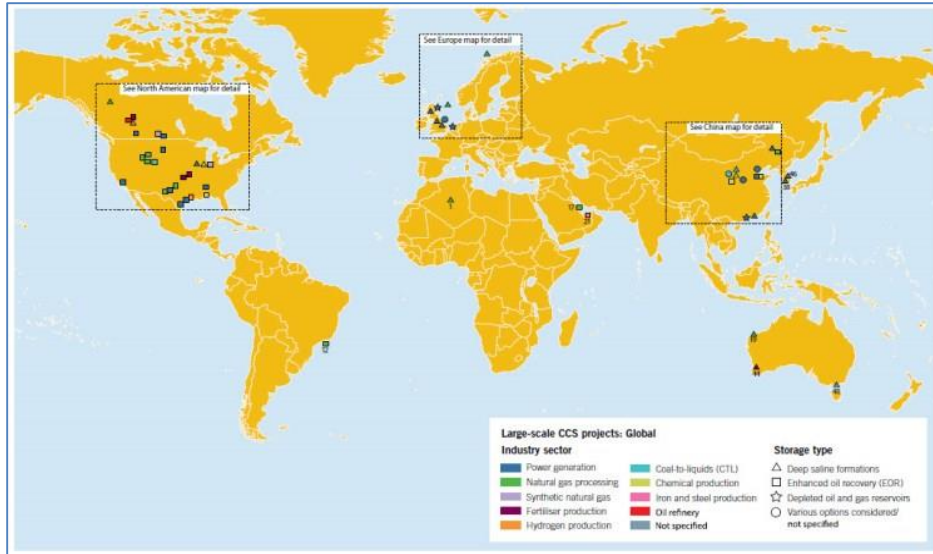 See Europe map for detail
See North American map for detail
See China map for detail
Large-scale CCS projects: Global
Industry sector
Storage type
Power generation
Coal-to-liquids (CTL)
Deep saline formations
Natural gas processing
Chemical production
Enhanced oil recovery (EOR)
Synthetic natural gas
Iron and steel production
Depleted oil and gas reservoirs
Fertiliser production
Oil refinery
Various options considered/
not specified
Hydrogen production
Not specified